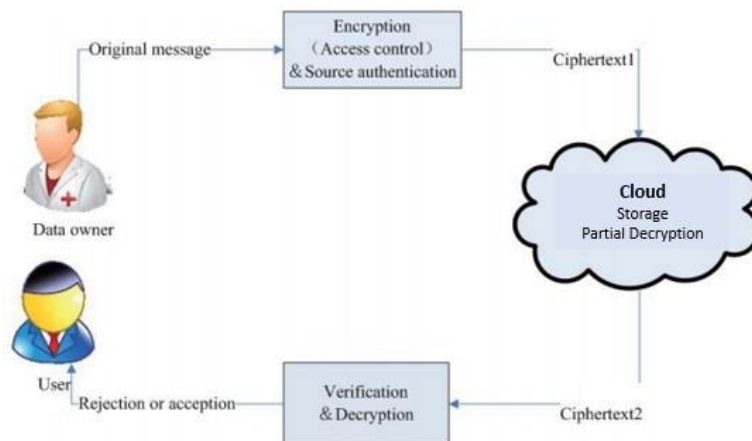 Original message
Encryption
（Access control）
& Source authentication
Ciphertext1
Data owner
Cloud
Storage
Partial Decryption
User
Rejection or acception
Verification
& Decryption
Ciphertext2